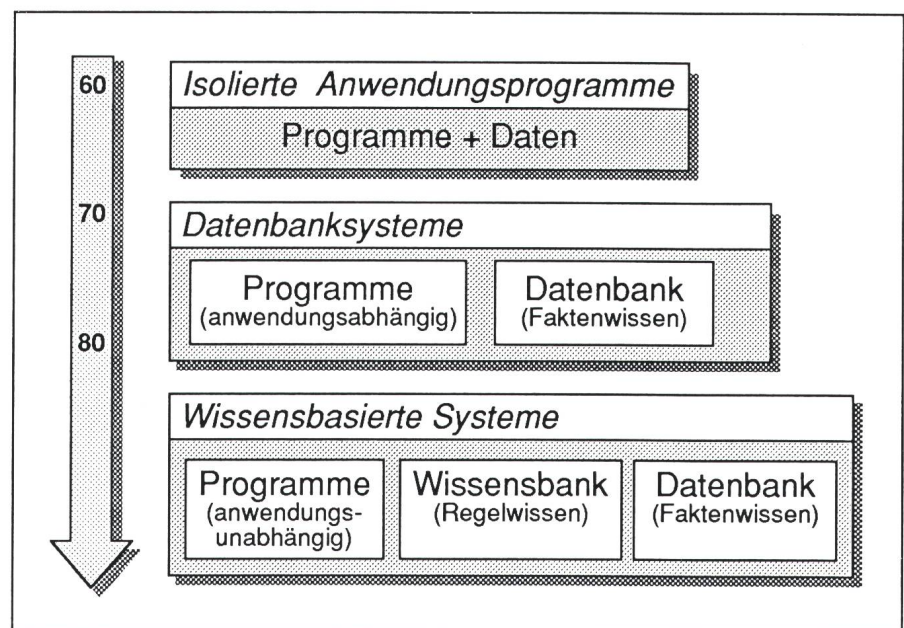 60
Isolierte Anwendungsprogramme
Programme + Daten
70
Datenbanksysteme
Programme
(anwendungsabhängig)
Datenbank
(Faktenwissen)
80
Wissensbasierte Systeme
Programme
(anwendungs-
unabhängig)
Wissensbank
(Regelwissen)
Datenbank
(Faktenwissen)